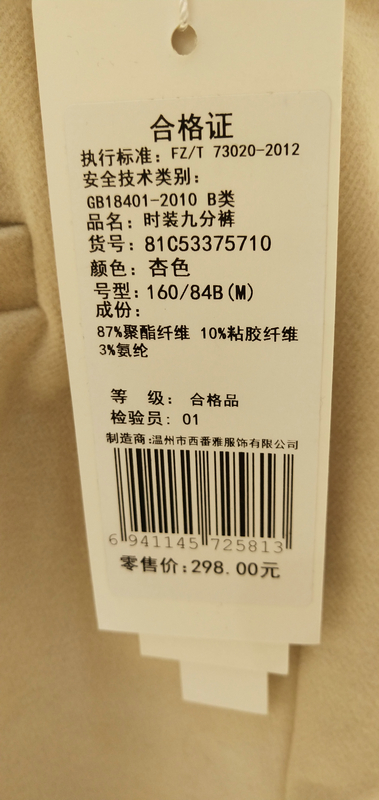 合格证
执行标准: FZ/T 73020-2012
安全技术类别:
GB18401-2010 B类
品名: 时装九分裤
货号: 81C53375710
颜色: 杏色
号型: 160/84B(M)
成份:
87%聚酯纤维 10%粘胶纤维
3%氨纶
等 级: 合格品
检验员: 01
制造商:温州市西番雅服饰有限公司
6 941145 725813
零售价:298.00元